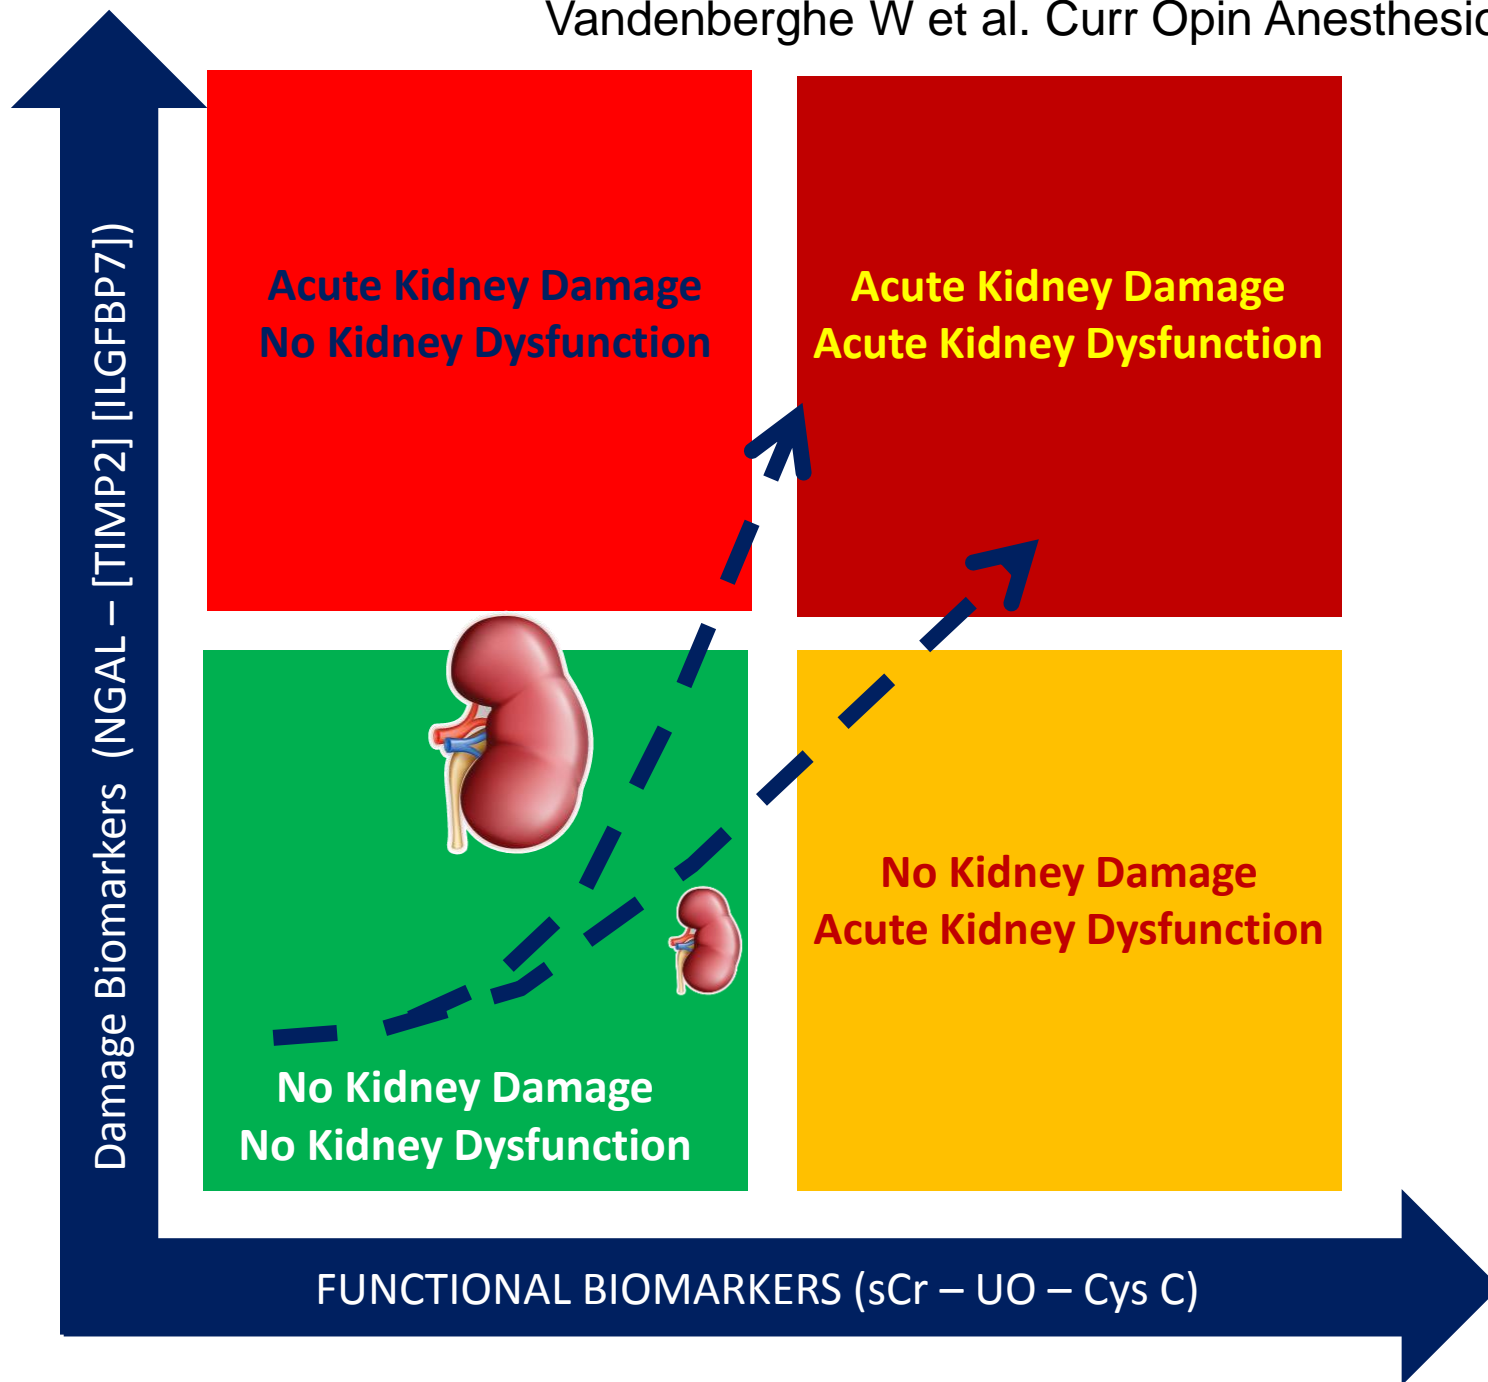 Vandenberghe W et al. Curr Opin Anesthesio
Damage Biomarkers (NGAL – [TIMP2] [ILGFBP7])
Acute Kidney Damage
No Kidney Dysfunction
Acute Kidney Damage
Acute Kidney Dysfunction
No Kidney Damage
No Kidney Dysfunction
No Kidney Damage
Acute Kidney Dysfunction
FUNCTIONAL BIOMARKERS (sCr – UO – Cys C)